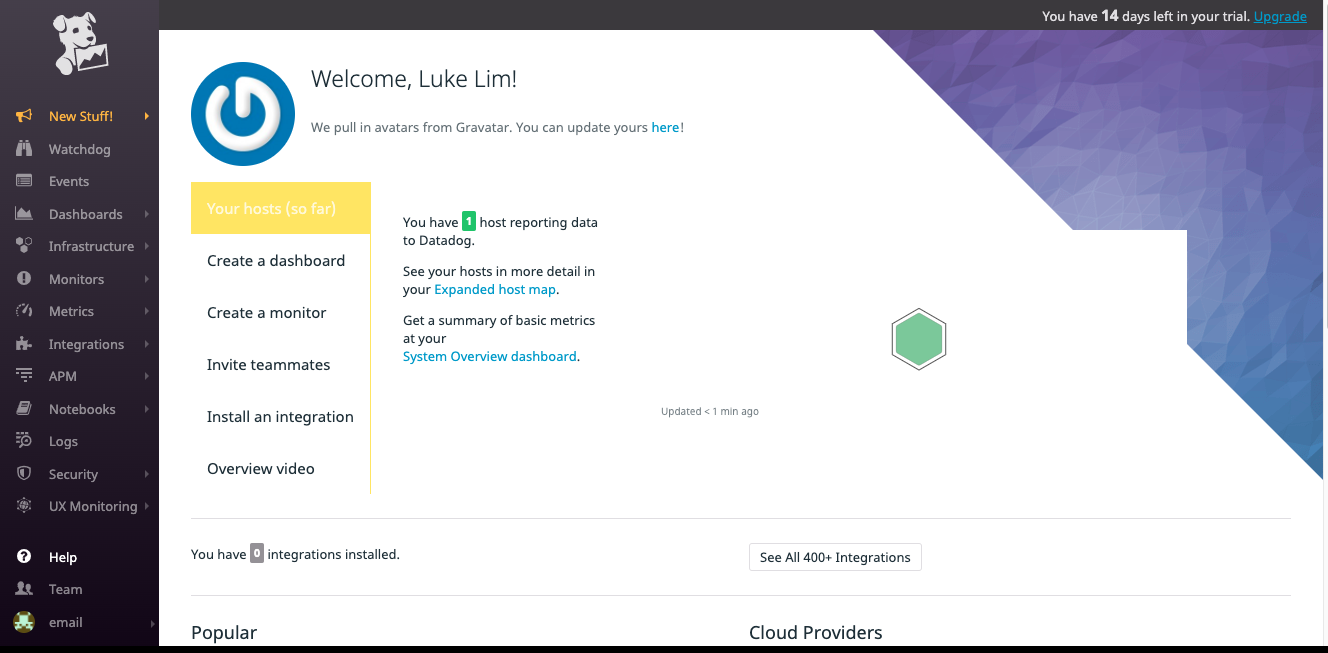 You have 14 days left in your trial. Upgrade
New Stuff!
Watchdog
Events
Dashboards
Infrastructure
Monitors
Metrics
Integrations
APM
Notebooks
Logs
Security
UX Monitoring
Help
Team
email
Welcome, Luke Lim!
We pull in avatars from Gravatar. You can update yours here!
Your hosts (so far)
Create a dashboard
Create a monitor
Invite teammates
Install an integration
Overview video
You have 1 host reporting data
to Datadog.
See your hosts in more detail in
your Expanded host map.
Get a summary of basic metrics
at your
System Overview dashboard.
Updated < 1 min ago
You have 0 integrations installed.
See All 400+ Integrations
Popular
Cloud Providers